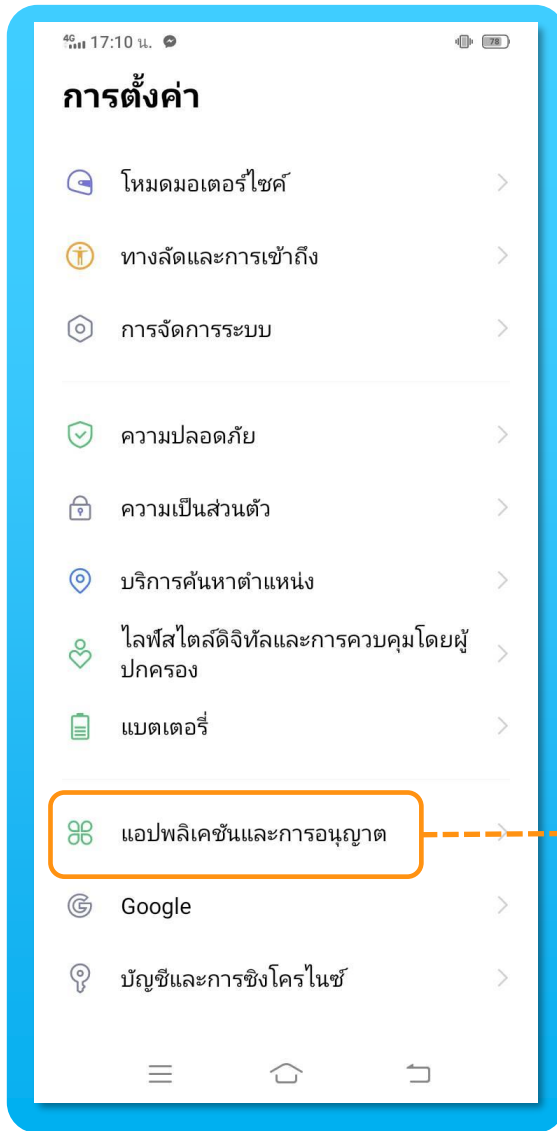 4G 17:10 น. 78
การตั้งค่า
โหมดมอเตอร์ไซค์
ทางลัดและการเข้าถึง
การจัดการระบบ
ความปลอดภัย
ความเป็นส่วนตัว
บริการค้นหาตำแหน่ง
ไลฟ์สไตล์ดิจิทัลและการควบคุมโดยผู้
ปกครอง
แบตเตอรี่
แอปพลิเคชันและการอนุญาต
Google
บัญชีและการซิงโครไนซ์